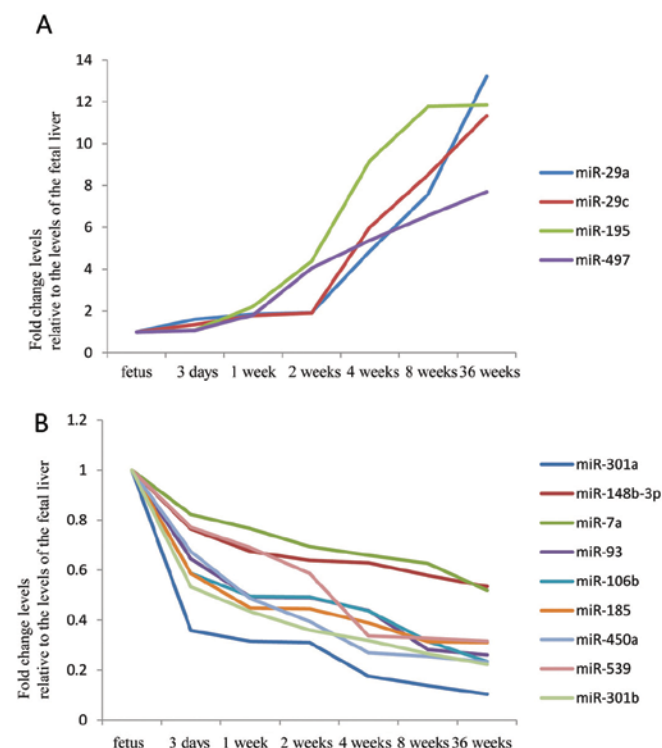 A
Fold change levels
relative to the levels of the fetal liver
14
12
10
8
6
4
2
0
fetus 3 days 1 week 2 weeks 4 weeks 8 weeks 36 weeks
miR-29a
miR-29c
miR-195
miR-497
B
Fold change levels
relative to the levels of the fetal liver
1.2
1
0.8
0.6
0.4
0.2
0
fetus 3 days 1 week 2 weeks 4 weeks 8 weeks 36 weeks
miR-301a
miR-148b-3p
miR-7a
miR-93
miR-106b
miR-185
miR-450a
miR-539
miR-301b